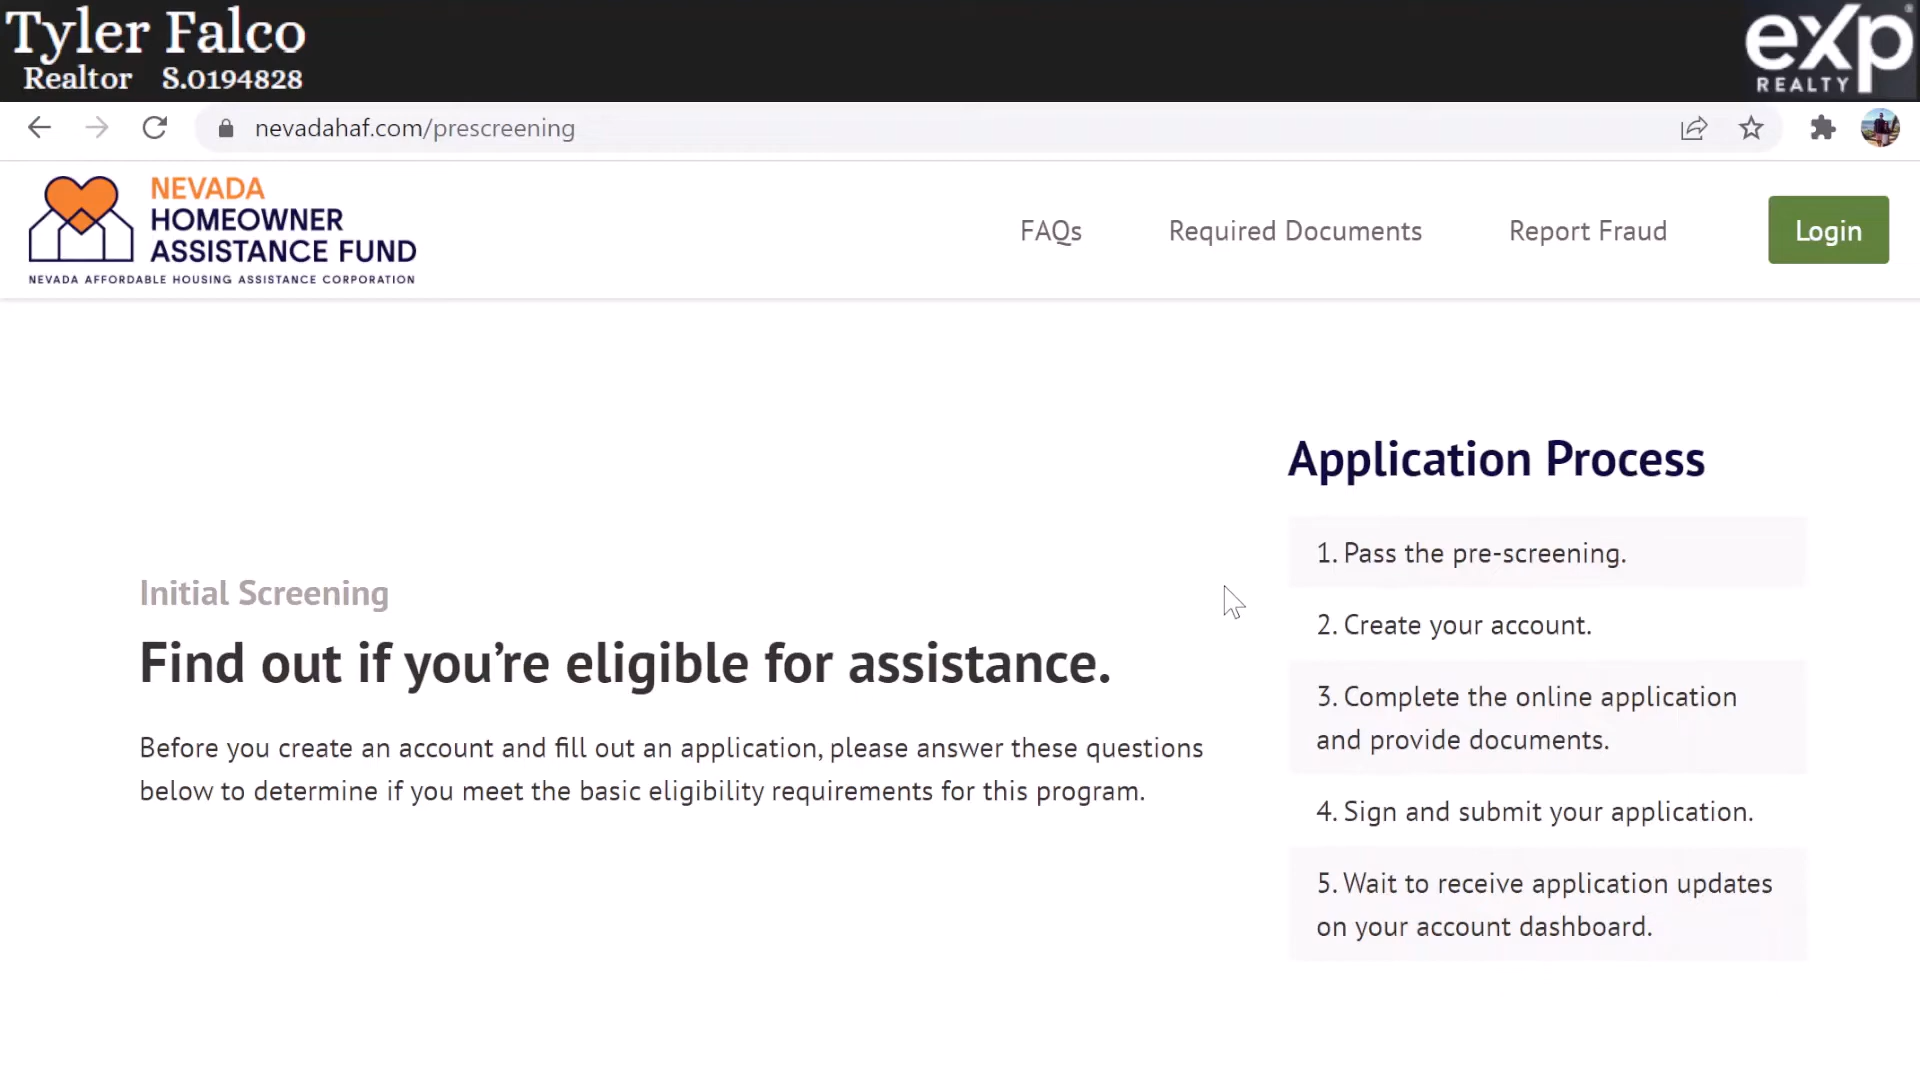 Tyler Falco
Realtor S.0194828
eXp
REALTY
nevadahaf.com/prescreening
NEVADA
HOMEOWNER
ASSISTANCE FUND
NEVADA AFFORDABLE HOUSING ASSISTANCE CORPORATION
FAQs
Required Documents
Report Fraud
Login
Initial Screening
Find out if you’re eligible for assistance.
Before you create an account and fill out an application, please answer these questions
below to determine if you meet the basic eligibility requirements for this program.
Application Process
1. Pass the pre-screening.
2. Create your account.
3. Complete the online application
and provide documents.
4. Sign and submit your application.
5. Wait to receive application updates
on your account dashboard.